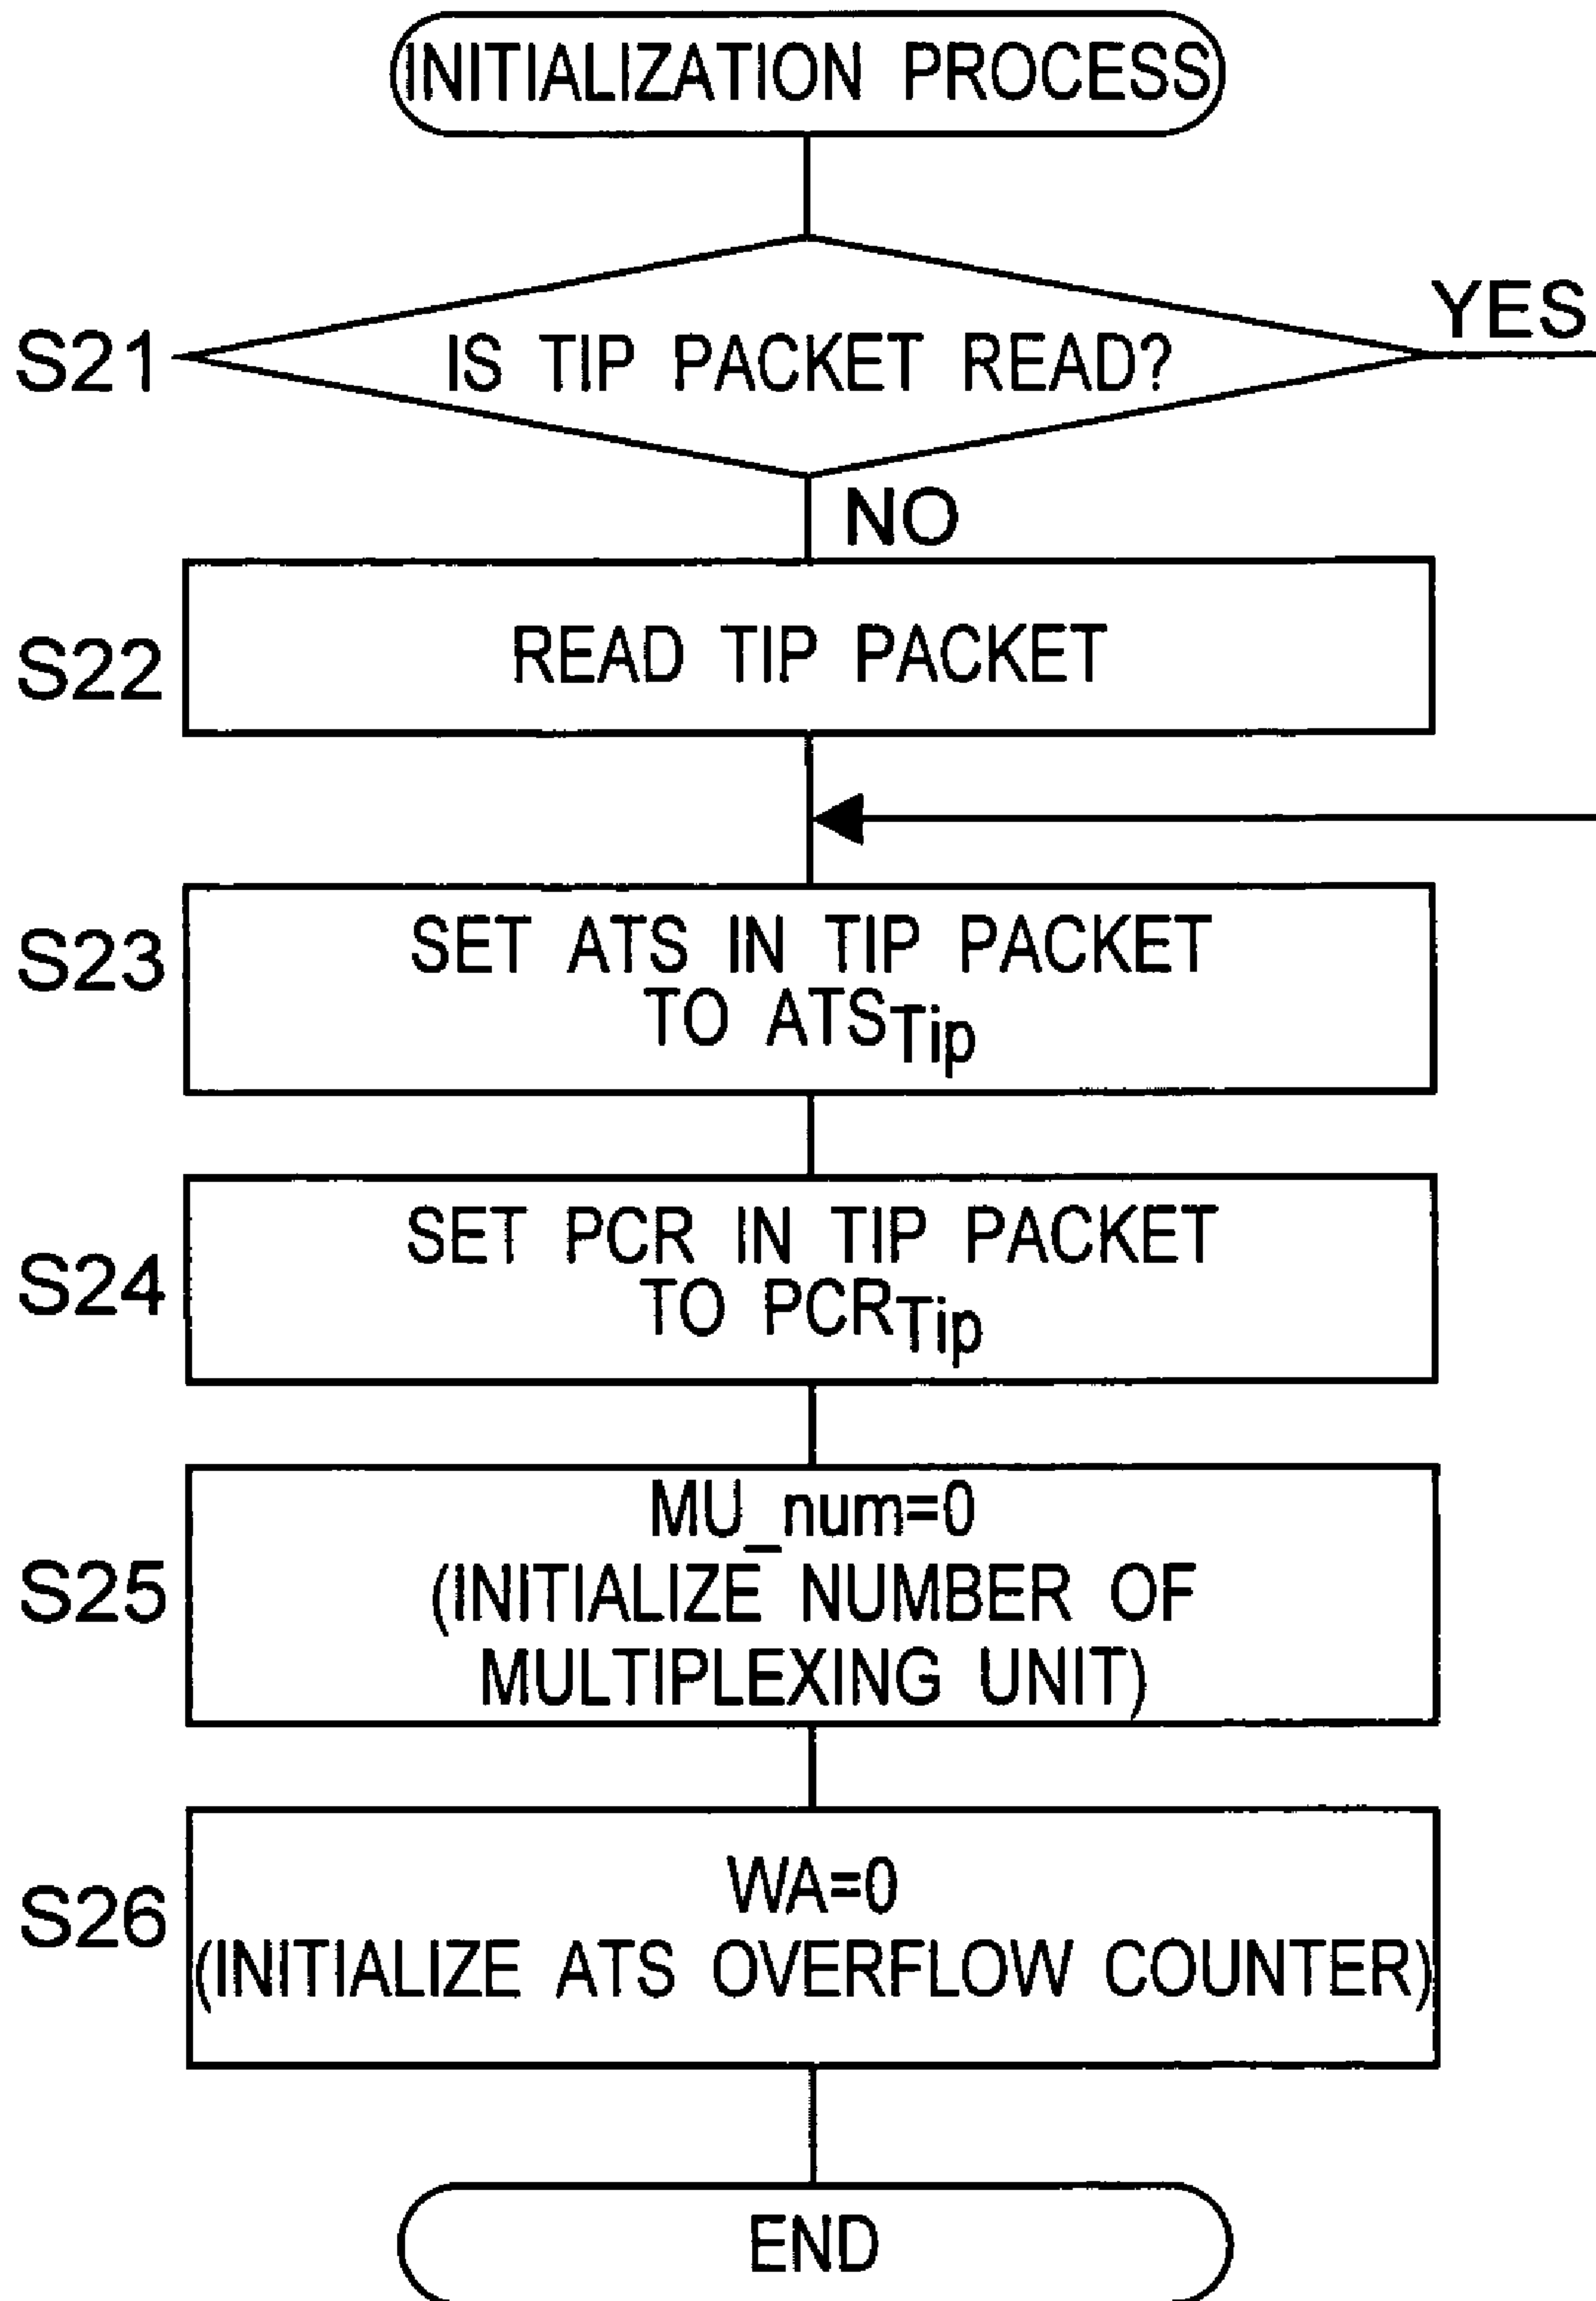 INITIALIZATION PROCESS
YES
S21
IS TIP PACKET READ?
NO
S22
READ TIP PACKET
S23
SET ATS IN TIP PACKET
TO ATSTip
S24
SET PCR IN TIP PACKET
TO PCRTip
S25
MU_num=0
(INITIALIZE NUMBER OF
MULTIPLEXING UNIT)
S26
WA=0
(INITIALIZE ATS OVERFLOW COUNTER)
END